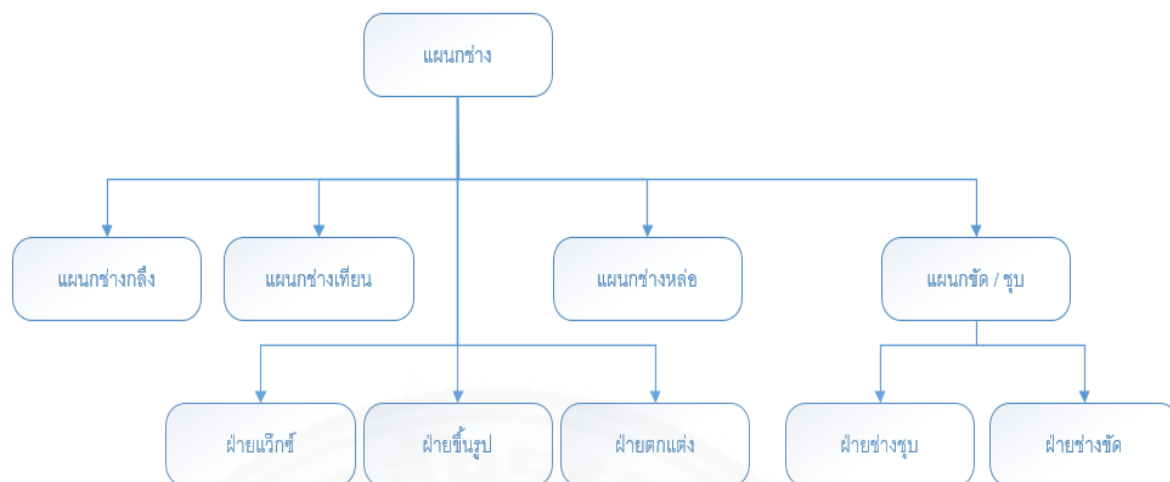 แผนกช่าง
แผนกช่างกลึง
แผนกช่างเทียน
แผนกช่างหล่อ
แผนกขัด / ชุบ
ฝ่ายแว๊กซ์
ฝ่ายขึ้นรูป
ฝ่ายตกแต่ง
ฝ่ายช่างชุบ
ฝ่ายช่างขัด